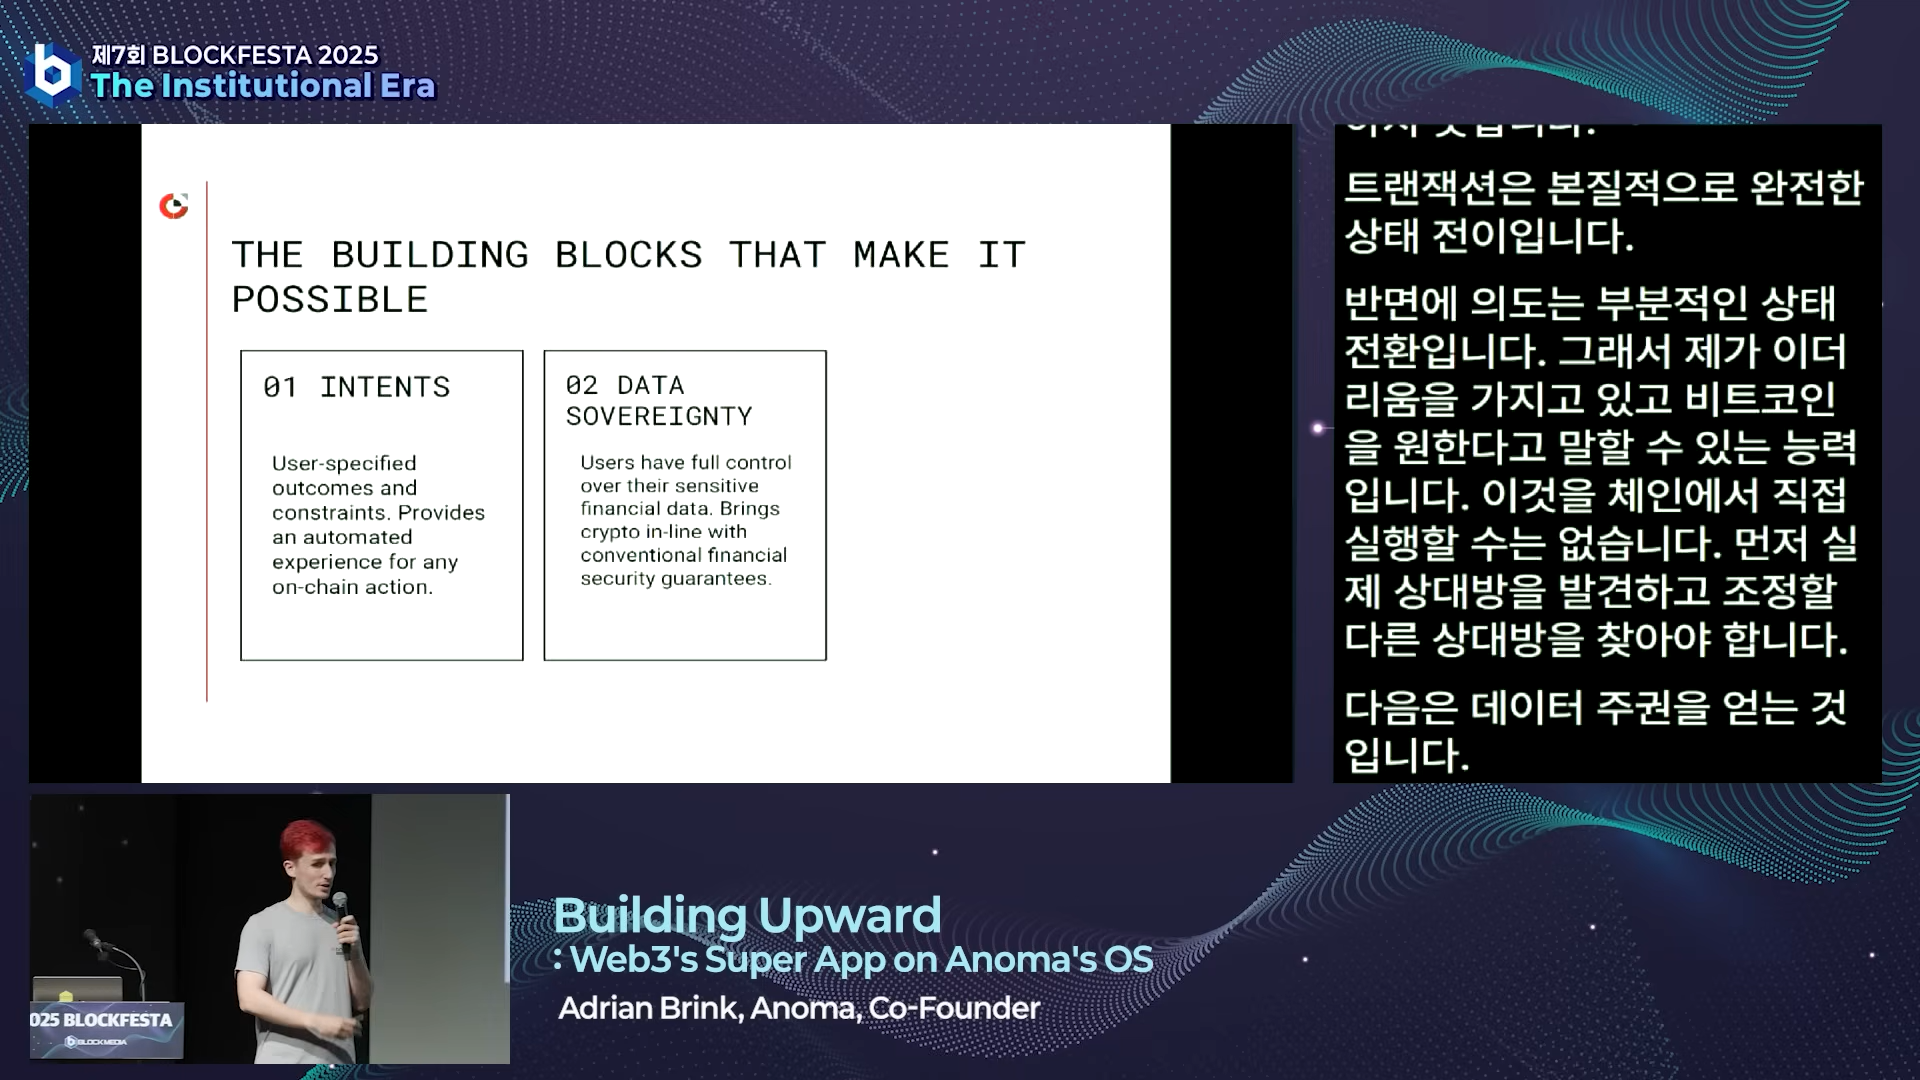 제7회 BLOCKFESTA 2025
The Institutional Era
THE BUILDING BLOCKS THAT MAKE IT
POSSIBLE
01 INTENTS
User-specified
outcomes and
constraints. Provides
an automated
experience for any
on-chain action.
02 DATA
SOVEREIGNTY
Users have full control
over their sensitive
financial data. Brings
crypto in-line with
conventional financial
security guarantees.
트랜잭션은 본질적으로 완전한
상태 전이입니다.
반면에 의도는 부분적인 상태
전환입니다. 그래서 제가 이더
리움을 가지고 있고 비트코인
을 원한다고 말할 수 있는 능력
입니다. 이것을 체인에서 직접
실행할 수는 없습니다. 먼저 실
제 상대방을 발견하고 조정할
다른 상대방을 찾아야 합니다.
다음은 데이터 주권을 얻는 것
입니다.
025 BLOCKFESTA
BLOCKMEDIA
Building Upward
: Web3's Super App on Anoma's OS
Adrian Brink, Anoma, Co-Founder